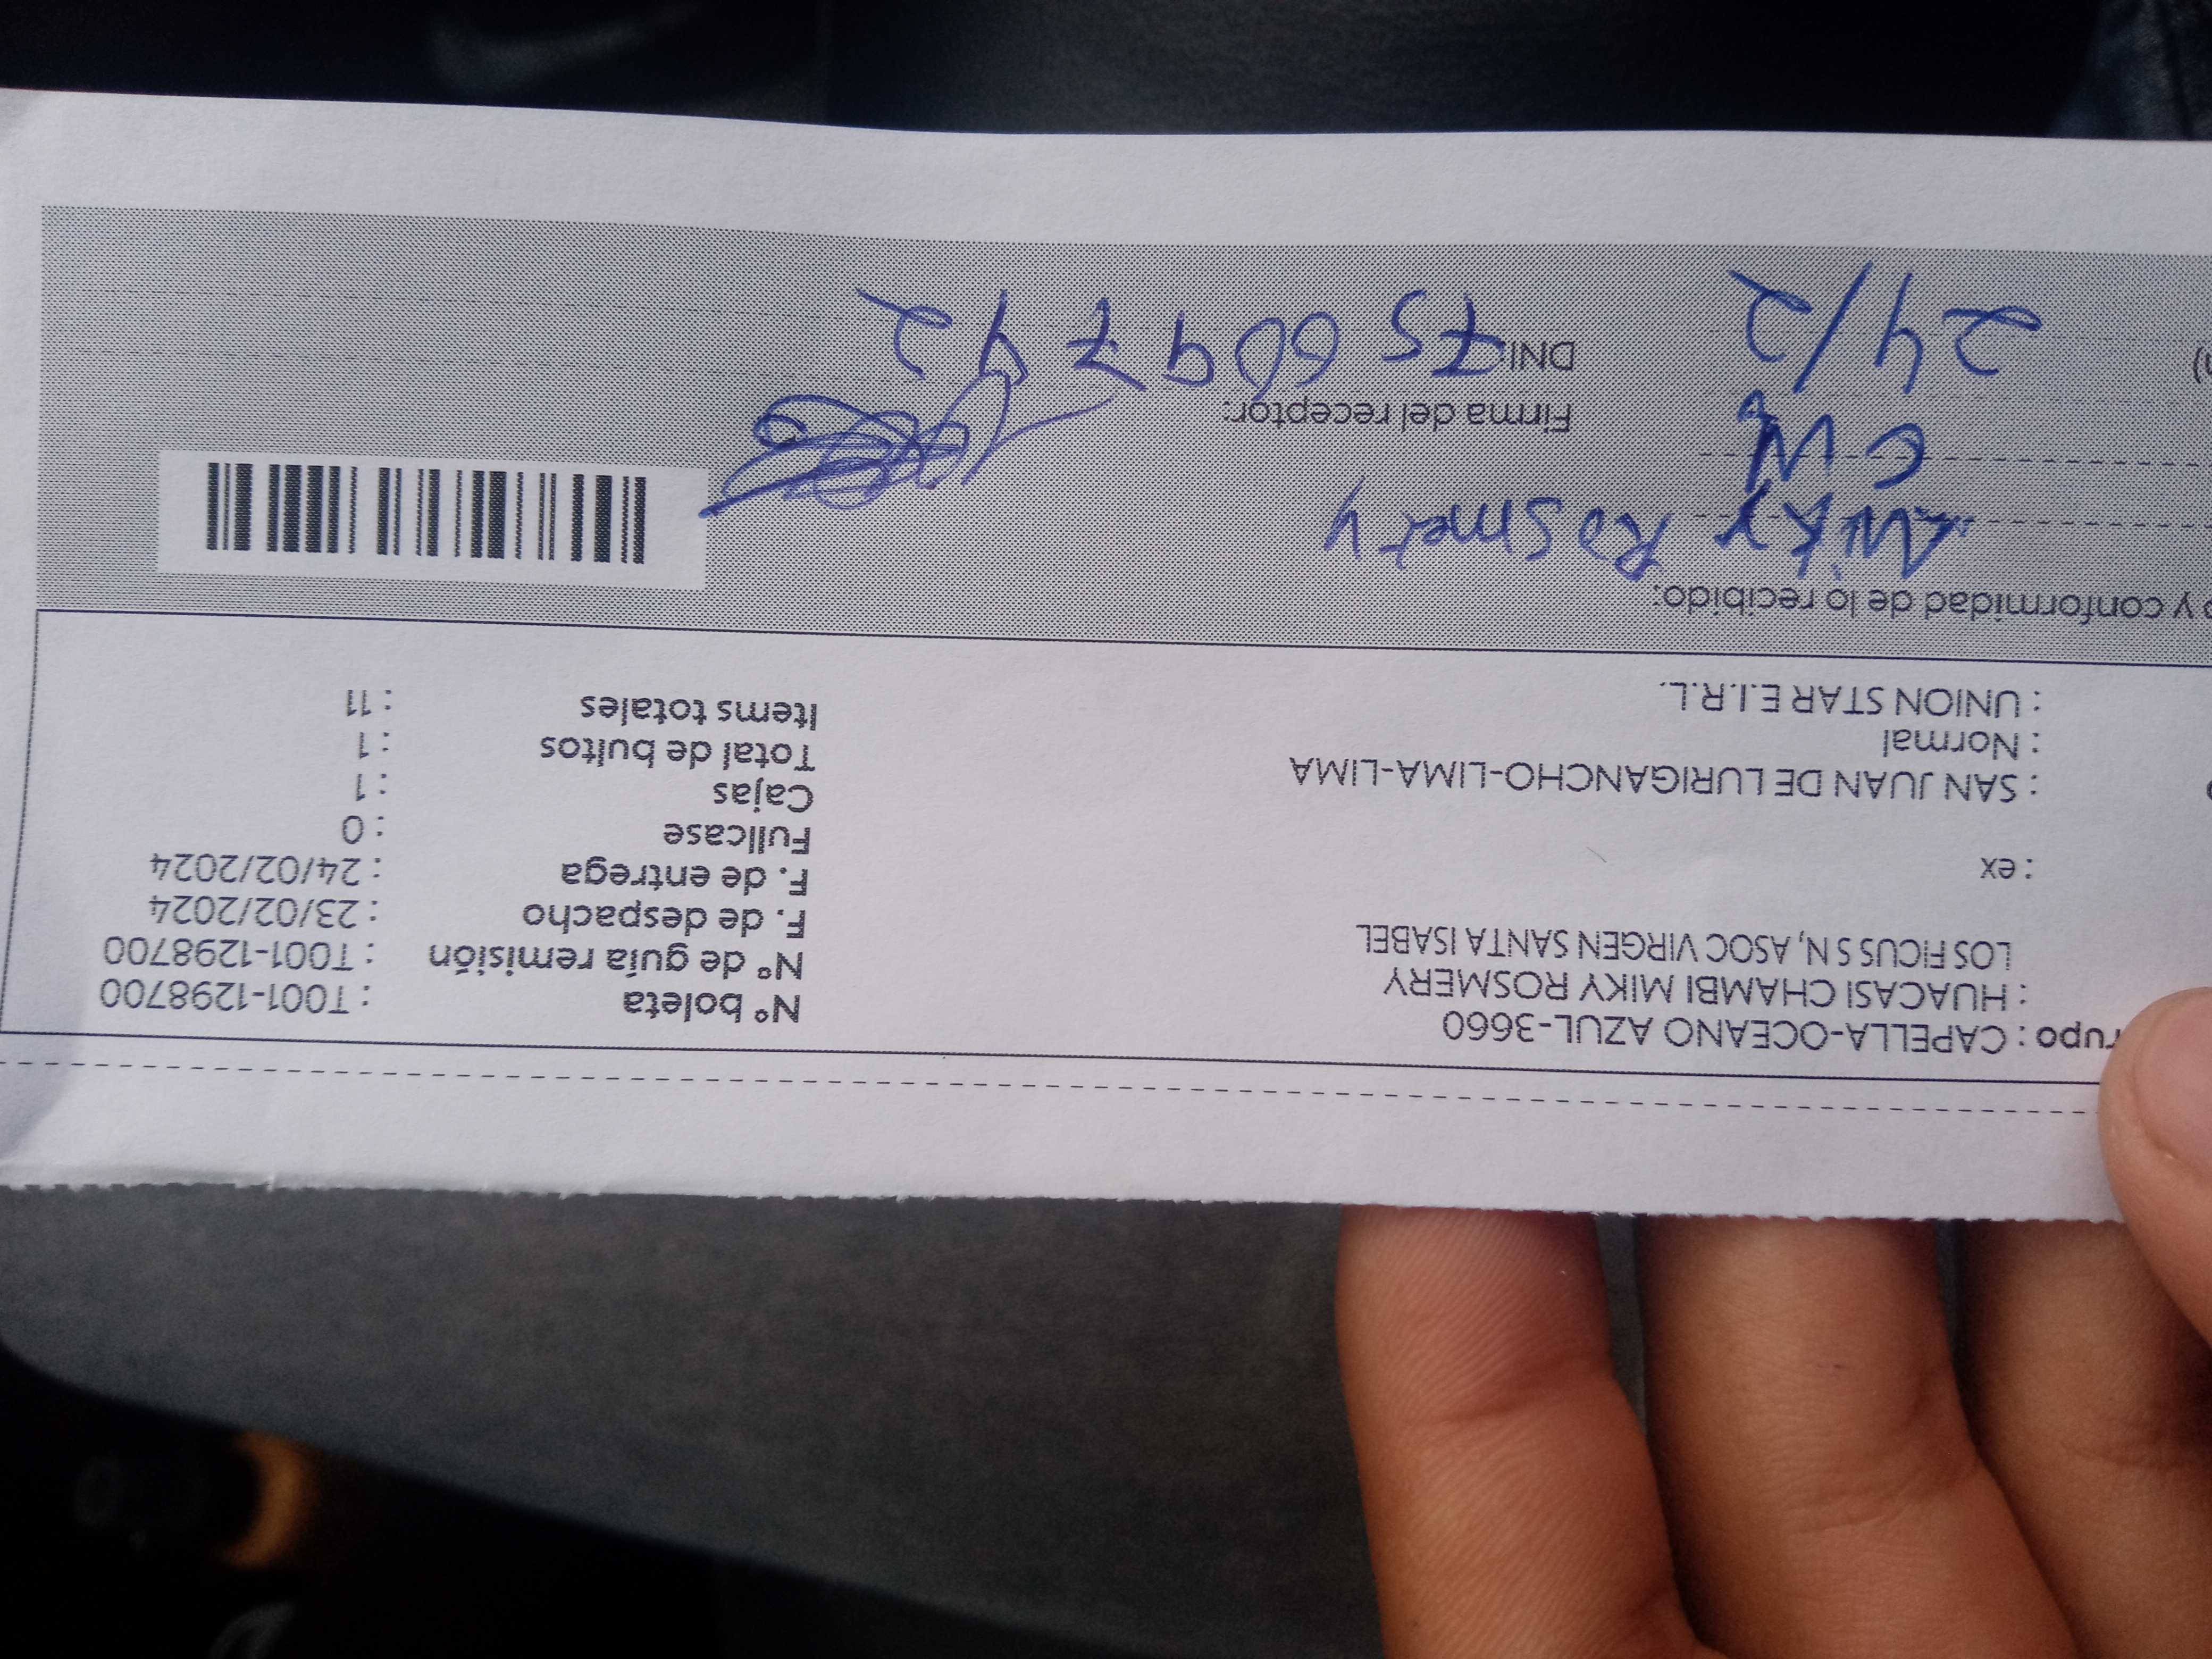 rupo : CAPELLA-OCEANO AZUL-3660
: HUACASI CHAMBI MIKY ROSMERY
LOS FICUS S N, ASOC VIRGEN SANTA ISABEL
: ex
: SAN JUAN DE LURIGANCHO-LIMA-LIMA
: Normal
: UNION STAR E.I.R.L.
N° boleta : T001-1298700
N° de guía remisión : T001-1298700
F. de despacho : 23/02/2024
F. de entrega : 24/02/2024
Fullcase : 0
Cajas : 1
Total de bultos : 1
Items totales : 11
y conformidad de lo recibido:
Miky Rosmery
Firma del receptor:
24/2
DNI: 75609742